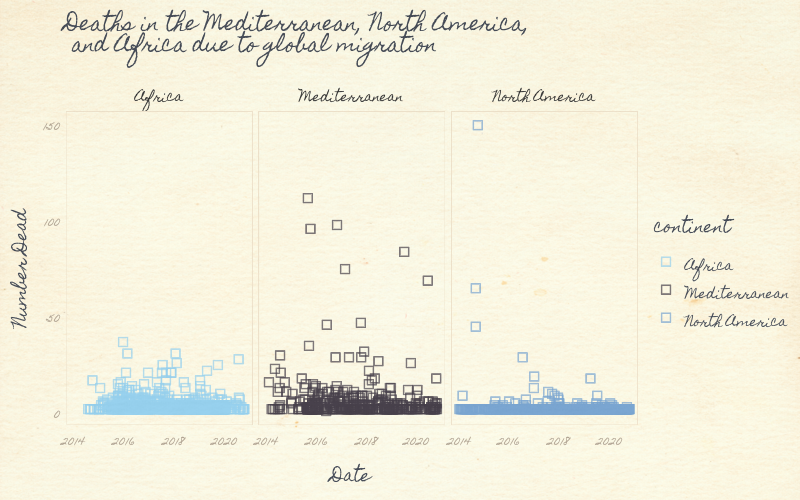 Deaths in the Mediterranean, North America,
and Africa due to global migration
Africa
Mediterranean
North America
150
100
50
0
Number Dead
2014 2016 2018 2020
2014 2016 2018 2020
2014 2016 2018 2020
Date
continent
Africa
Mediterranean
North America